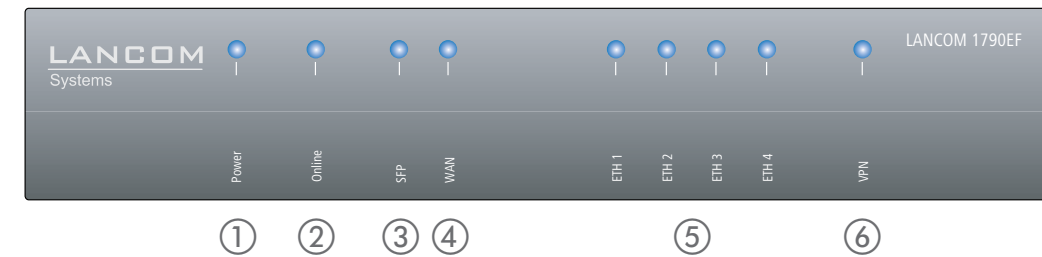 LANCOM
Systems
LANCOM 1790EF
Power
Online
SFP
WAN
ETH 1
ETH 2
ETH 3
ETH 4
VPN
① ② ③ ④ ⑤ ⑥